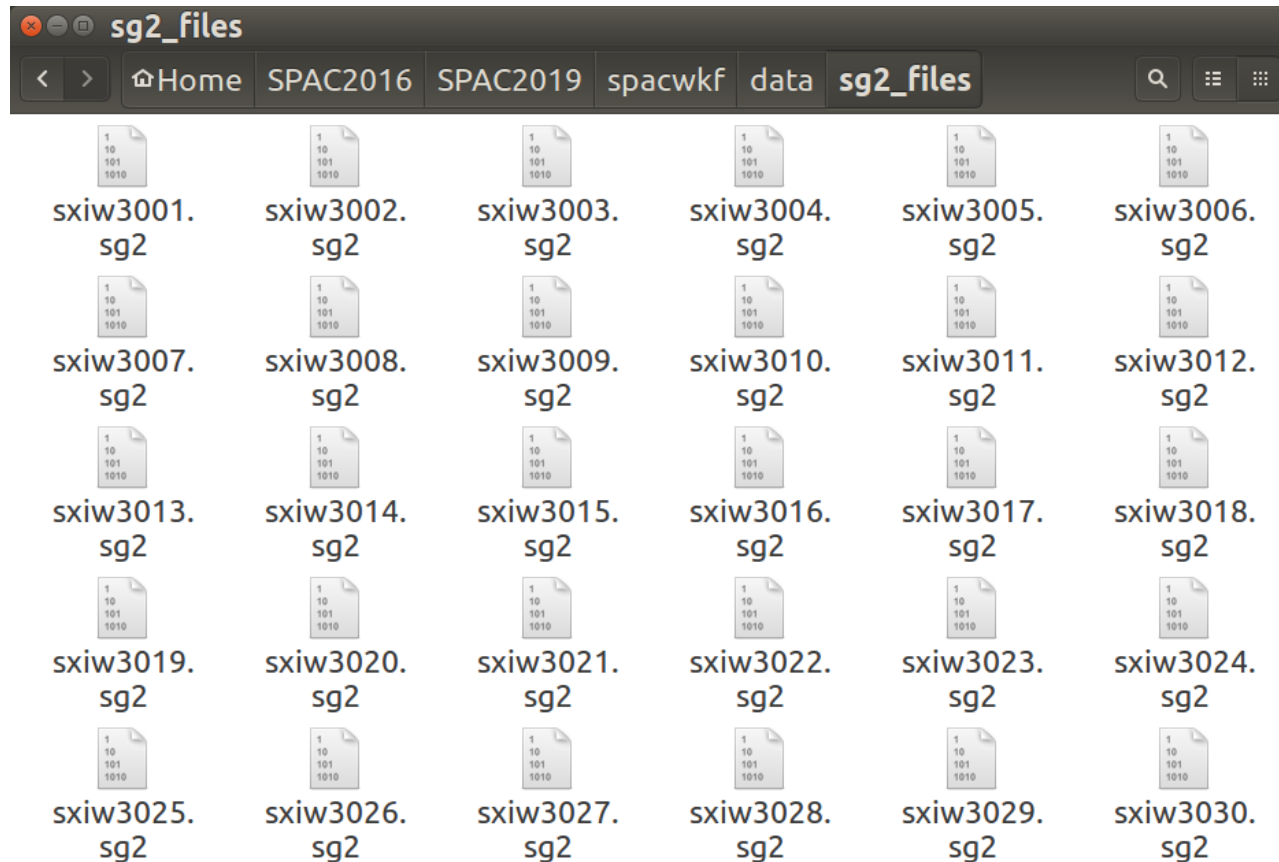 sg2_files
Home SPAC2016 SPAC2019 spacwkf data sg2_files
sxiw3001. sxiw3002. sxiw3003. sxiw3004. sxiw3005. sxiw3006.
sg2 sg2 sg2 sg2 sg2 sg2
sxiw3007. sxiw3008. sxiw3009. sxiw3010. sxiw3011. sxiw3012.
sg2 sg2 sg2 sg2 sg2 sg2
sxiw3013. sxiw3014. sxiw3015. sxiw3016. sxiw3017. sxiw3018.
sg2 sg2 sg2 sg2 sg2 sg2
sxiw3019. sxiw3020. sxiw3021. sxiw3022. sxiw3023. sxiw3024.
sg2 sg2 sg2 sg2 sg2 sg2
sxiw3025. sxiw3026. sxiw3027. sxiw3028. sxiw3029. sxiw3030.
sg2 sg2 sg2 sg2 sg2 sg2